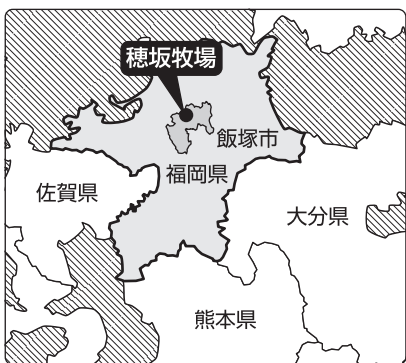 穂坂牧場
飯塚市
福岡県
佐賀県
大分県
熊本県